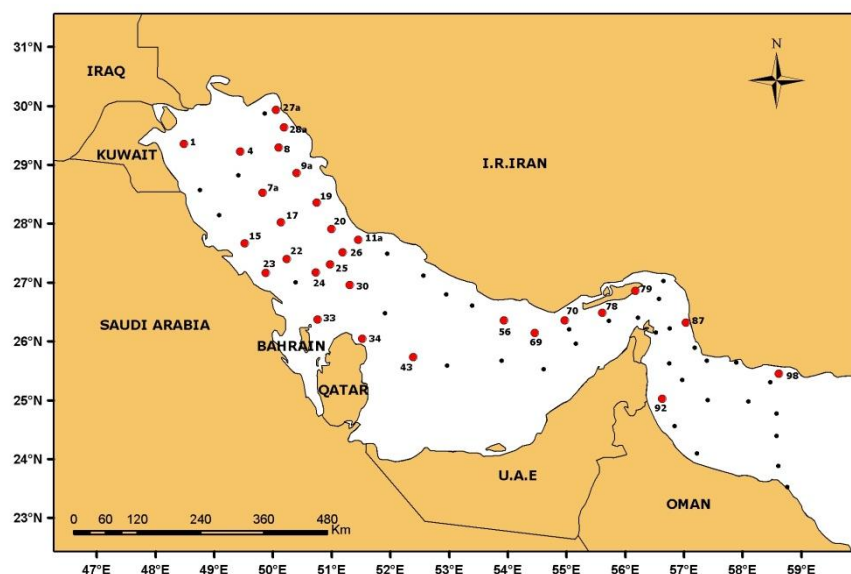 31°N
N
IRAQ
30°N
27a
28a
1
4
8
KUWAIT
I.R.IRAN
29°N
9a
7a
19
28°N
17
20
15
11a
22
26
23
25
27°N
24
30
79
78
33
56
70
87
SAUDI ARABIA
26°N
BAHRAIN
34
69
43
QATAR
98
25°N
92
24°N
U.A.E
OMAN
23°N
0 60 120 240 360 480
Km
47°E 48°E 49°E 50°E 51°E 52°E 53°E 54°E 55°E 56°E 57°E 58°E 59°E